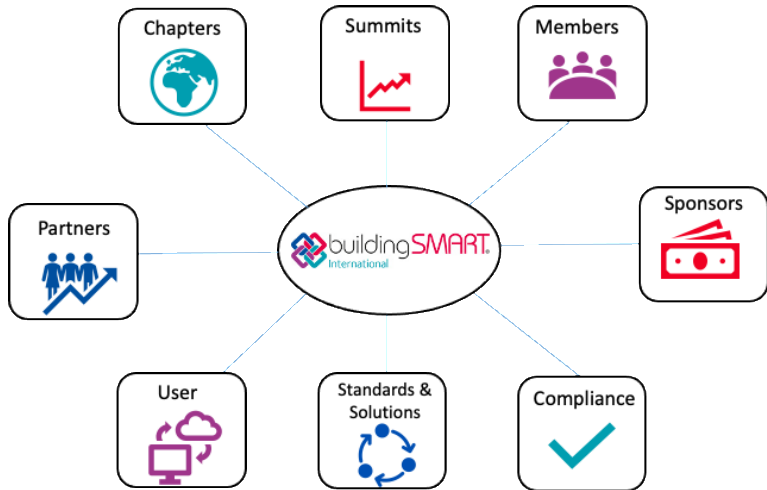 Chapters
Summits
Members
Partners
buildingSMART®
International
Sponsors
User
Standards &
Solutions
Compliance